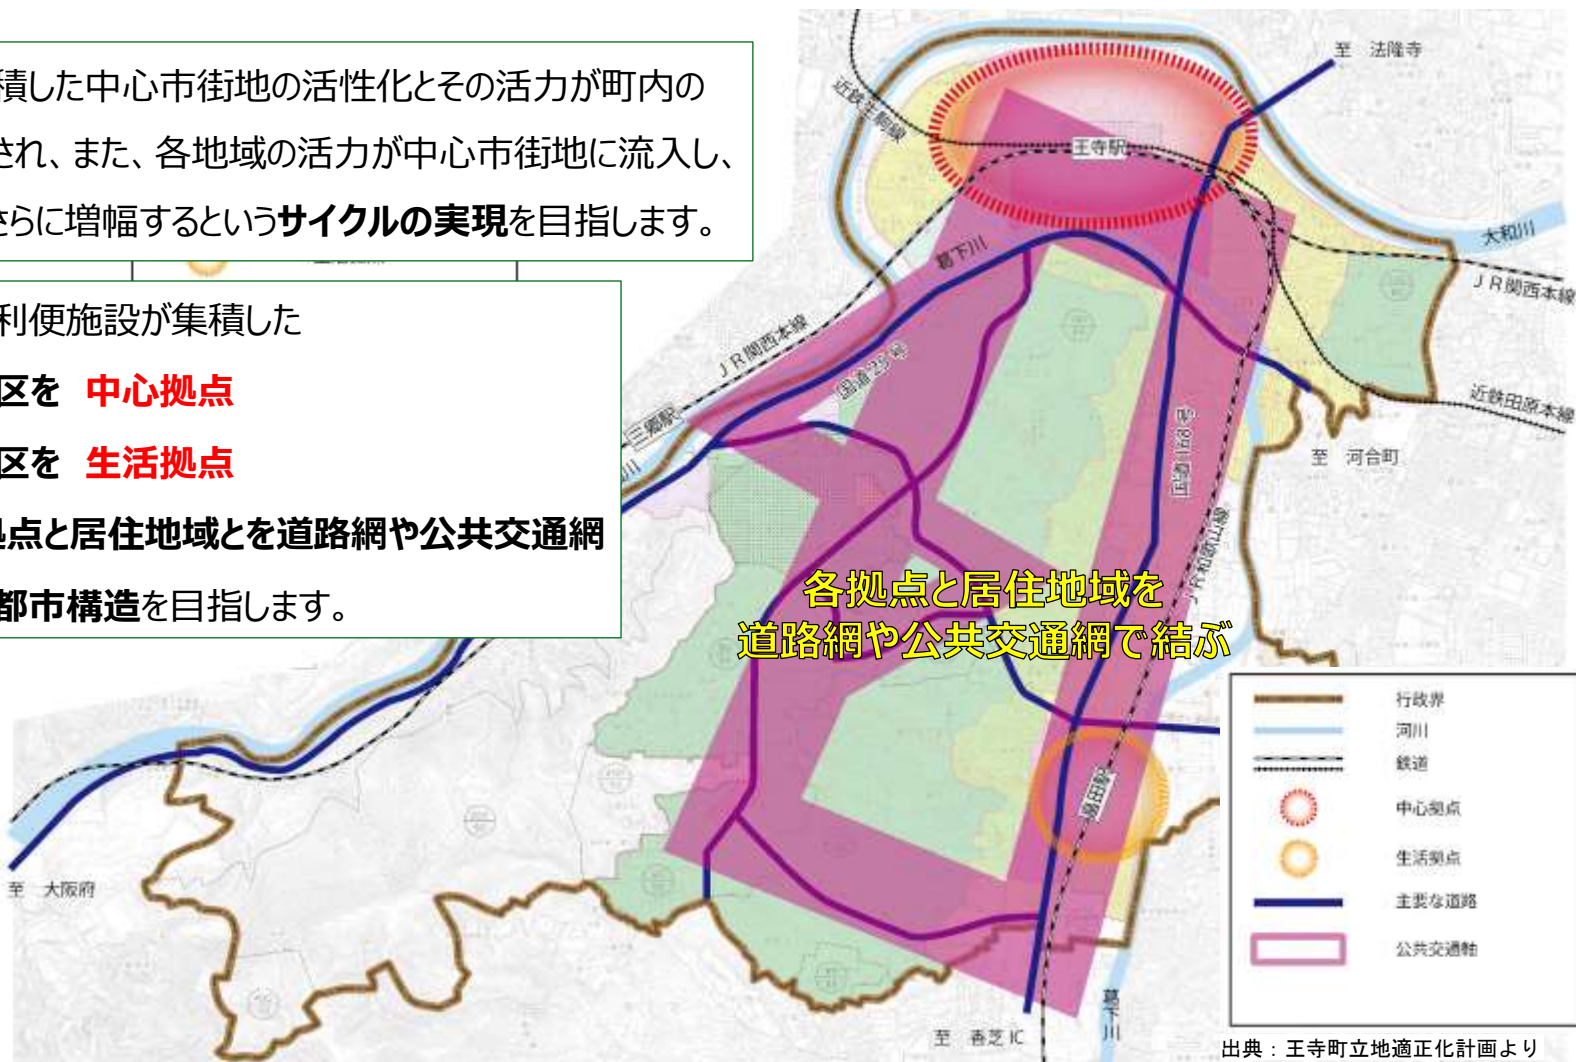 積した中心市街地の活性化とその活力が町内の
され、また、各地域の活力が中心市街地に流入し、
さらに増幅するというサイクルの実現を目指します。
利便施設が集積した
区を 中心拠点
区を 生活拠点
点と居住地域とを道路網や公共交通網
都市構造を目指します。
至 法隆寺
近鉄生駒線
王寺駅
大和川
葛下川
JR関西本線
JR関西本線
国道25号
三郷駅
国道168号
近鉄田原本線
至 河合町
JR和歌山線
各拠点と居住地域を
道路網や公共交通網で結ぶ
畠田駅
至 大阪府
至 香芝IC
葛下川
行政界
河川
鉄道
中心拠点
生活拠点
主要な道路
公共交通軸
出典：王寺町立地適正化計画より